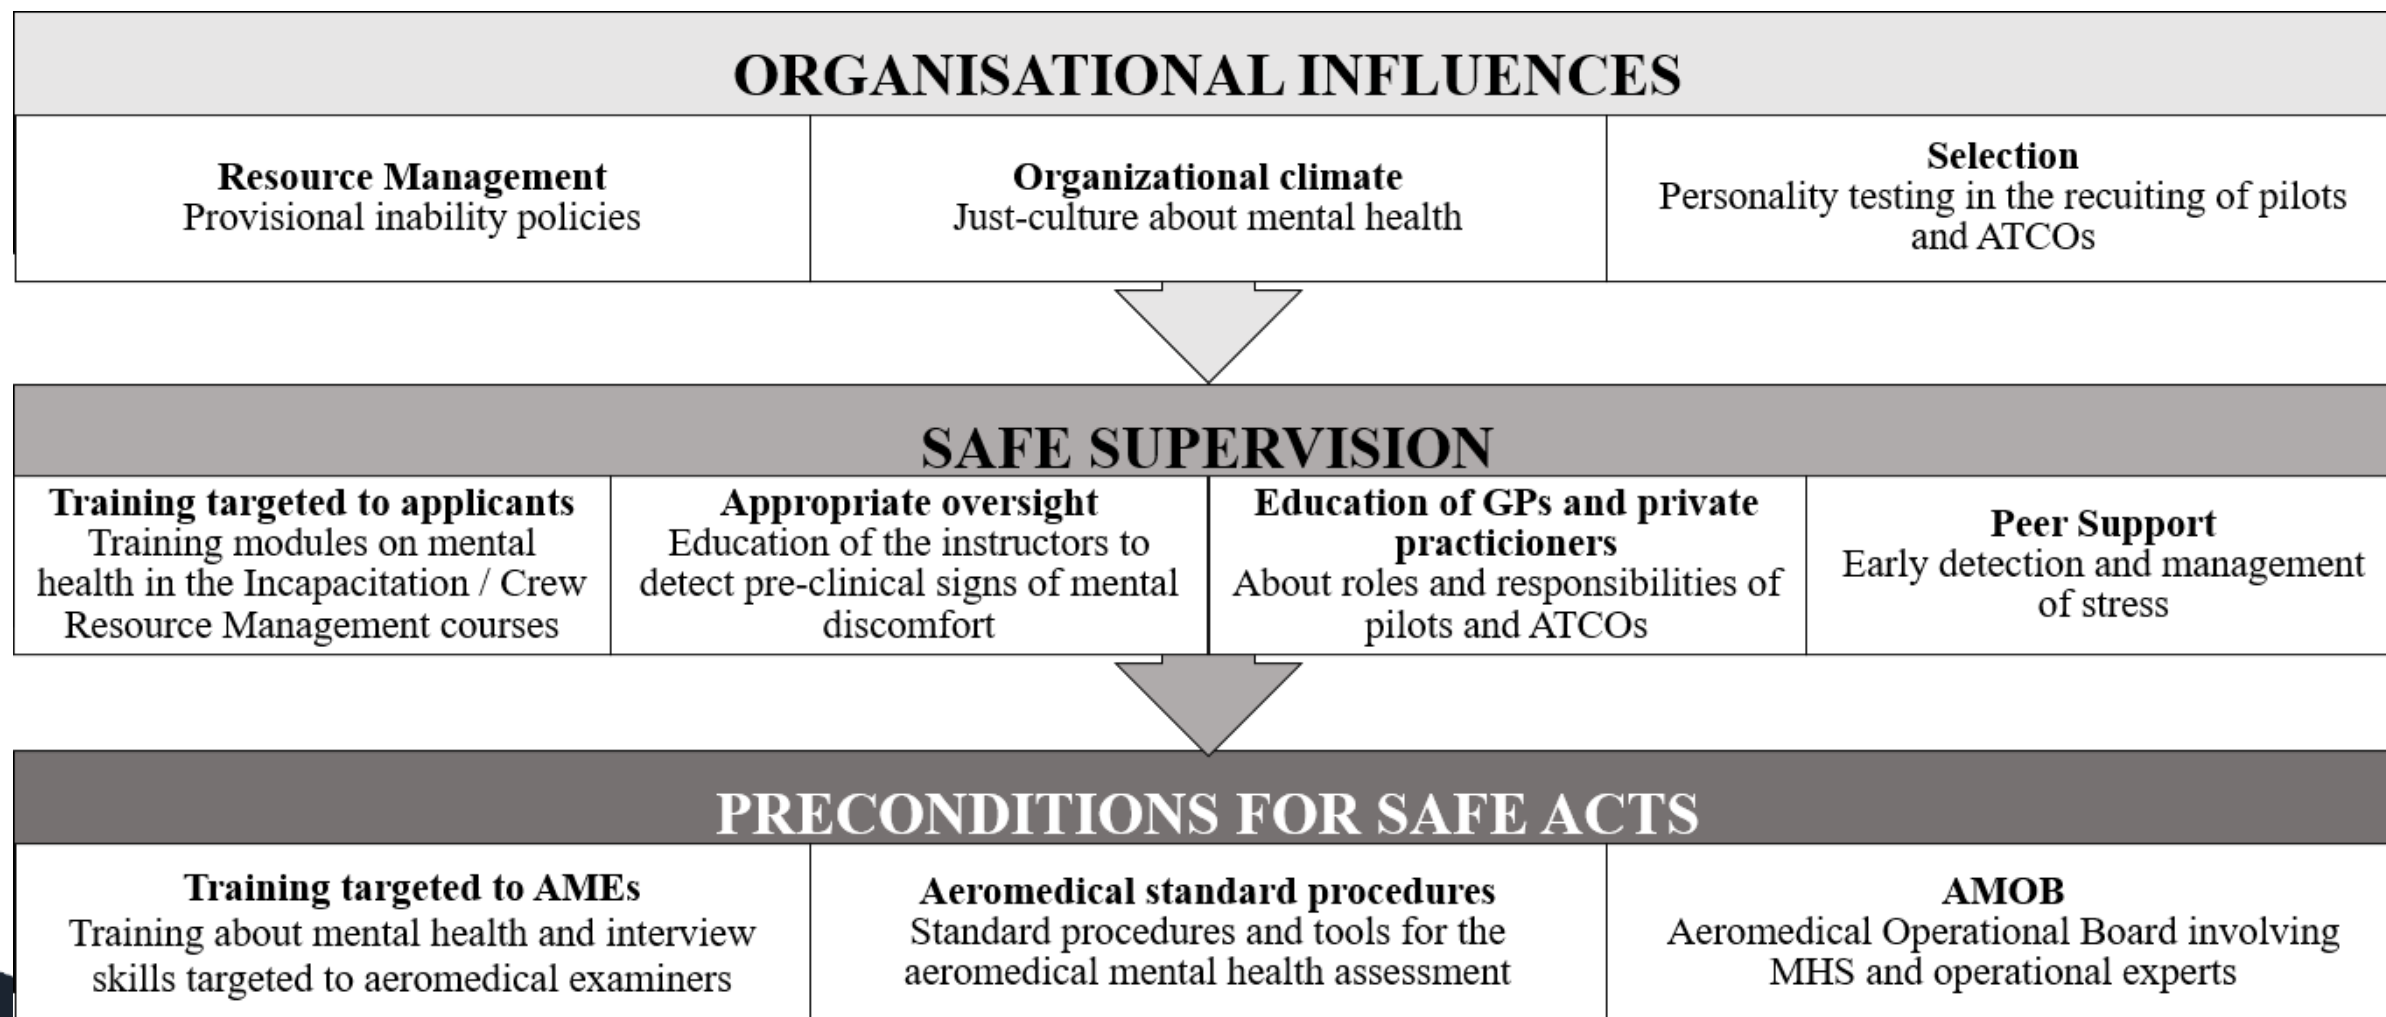 ORGANISATIONAL INFLUENCES
Resource Management
Provisional inability policies
Organizational climate
Just-culture about mental health
Selection
Personality testing in the recuiting of pilots
and ATCOs
SAFE SUPERVISION
Training targeted to applicants
Training modules on mental
health in the Incapacitation / Crew
Resource Management courses
Appropriate oversight
Education of the instructors to
detect pre-clinical signs of mental
discomfort
Education of GPs and private
practicioners
About roles and responsibilities of
pilots and ATCOs
Peer Support
Early detection and management
of stress
PRECONDITIONS FOR SAFE ACTS
Training targeted to AMEs
Training about mental health and interview
skills targeted to aeromedical examiners
Aeromedical standard procedures
Standard procedures and tools for the
aeromedical mental health assessment
AMOB
Aeromedical Operational Board involving
MHS and operational experts